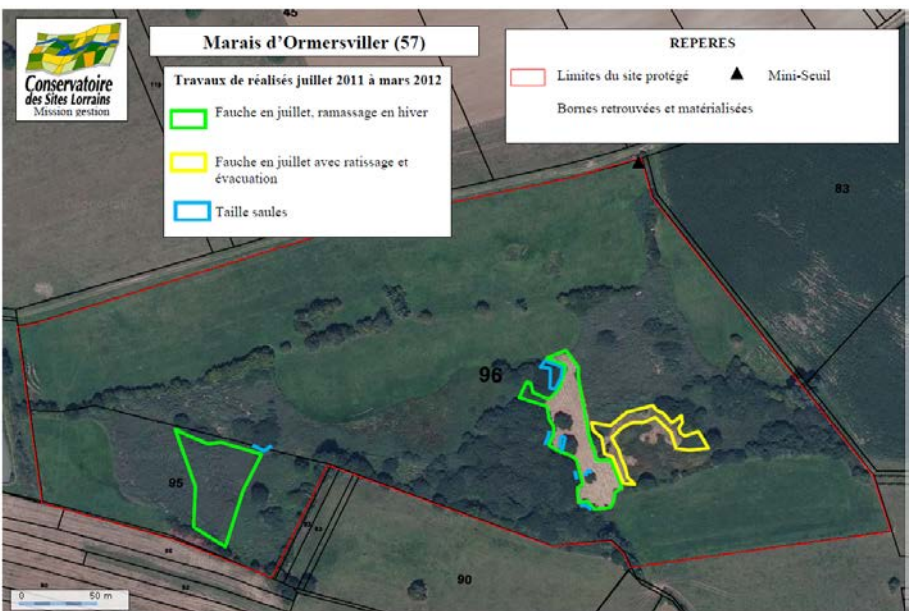 45
Conservatoire
des Sites Lorrains
Mission gestion
Marais d'Ormersviller (57)
Travaux de réalisés juillet 2011 à mars 2012
Fauche en juillet, ramassage en hiver
Fauche en juillet avec ratissage et
évacuation
Taille saules
REPERES
Limites du site protégé
Mini-Seuil
Bornes retrouvées et matérialisées
83
96
95
90
0 50 m